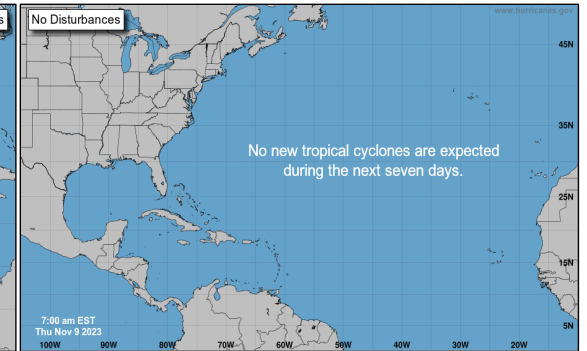 s
No Disturbances
www.hurricanes.gov
45N
35N
No new tropical cyclones are expected
during the next seven days.
25N
15N
7:00 am EST
Thu Nov 9 2023
5N
100W 90W 80W 70W 60W 50W 40W 30W 20W